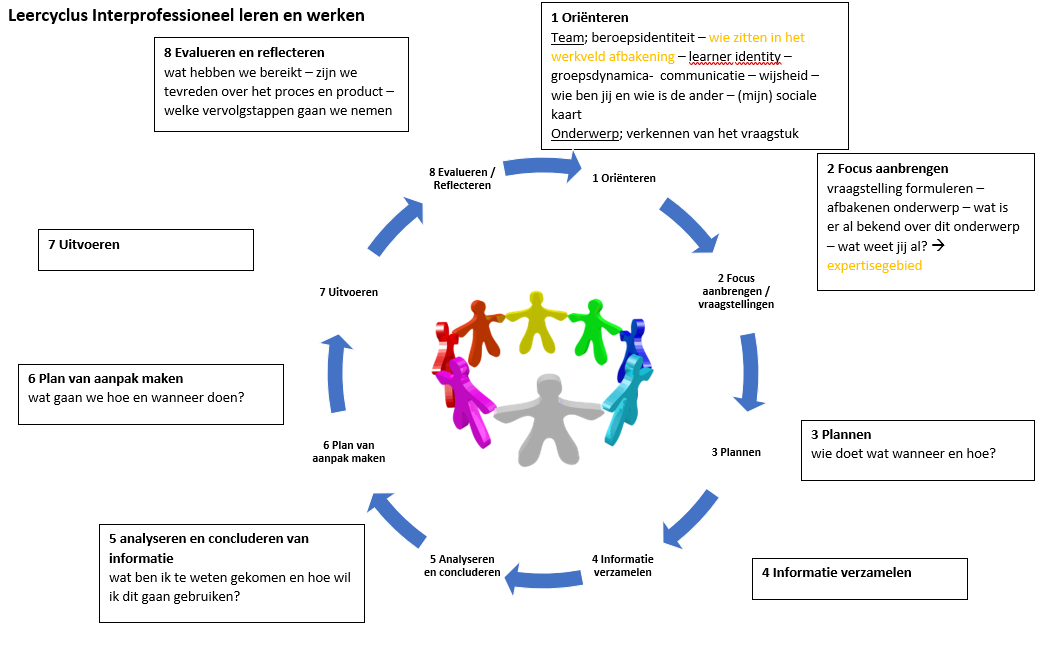 Leercyclus Interprofessioneel leren en werken
1 Oriënteren
Team; beroepsidentiteit – wie zitten in het
werkveld afbakening – learner identity –
groepsdynamica- communicatie – wijsheid –
wie ben jij en wie is de ander – (mijn) sociale
kaart
Onderwerp; verkennen van het vraagstuk
8 Evalueren en reflecteren
wat hebben we bereikt – zijn we
tevreden over het proces en product –
welke vervolgstappen gaan we nemen
2 Focus aanbrengen
vraagstelling formuleren –
afbakenen onderwerp – wat is
er al bekend over dit onderwerp
– wat weet jij al? →
expertisegebied
8 Evalueren /
Reflecteren
1 Oriënteren
7 Uitvoeren
7 Uitvoeren
2 Focus
aanbrengen /
vraagstellingen
6 Plan van aanpak maken
wat gaan we hoe en wanneer doen?
6 Plan van
aanpak maken
3 Plannen
3 Plannen
wie doet wat wanneer en hoe?
5 analyseren en concluderen van
informatie
wat ben ik te weten gekomen en hoe wil
ik dit gaan gebruiken?
5 Analyseren
en concluderen
4 Informatie
verzamelen
4 Informatie verzamelen